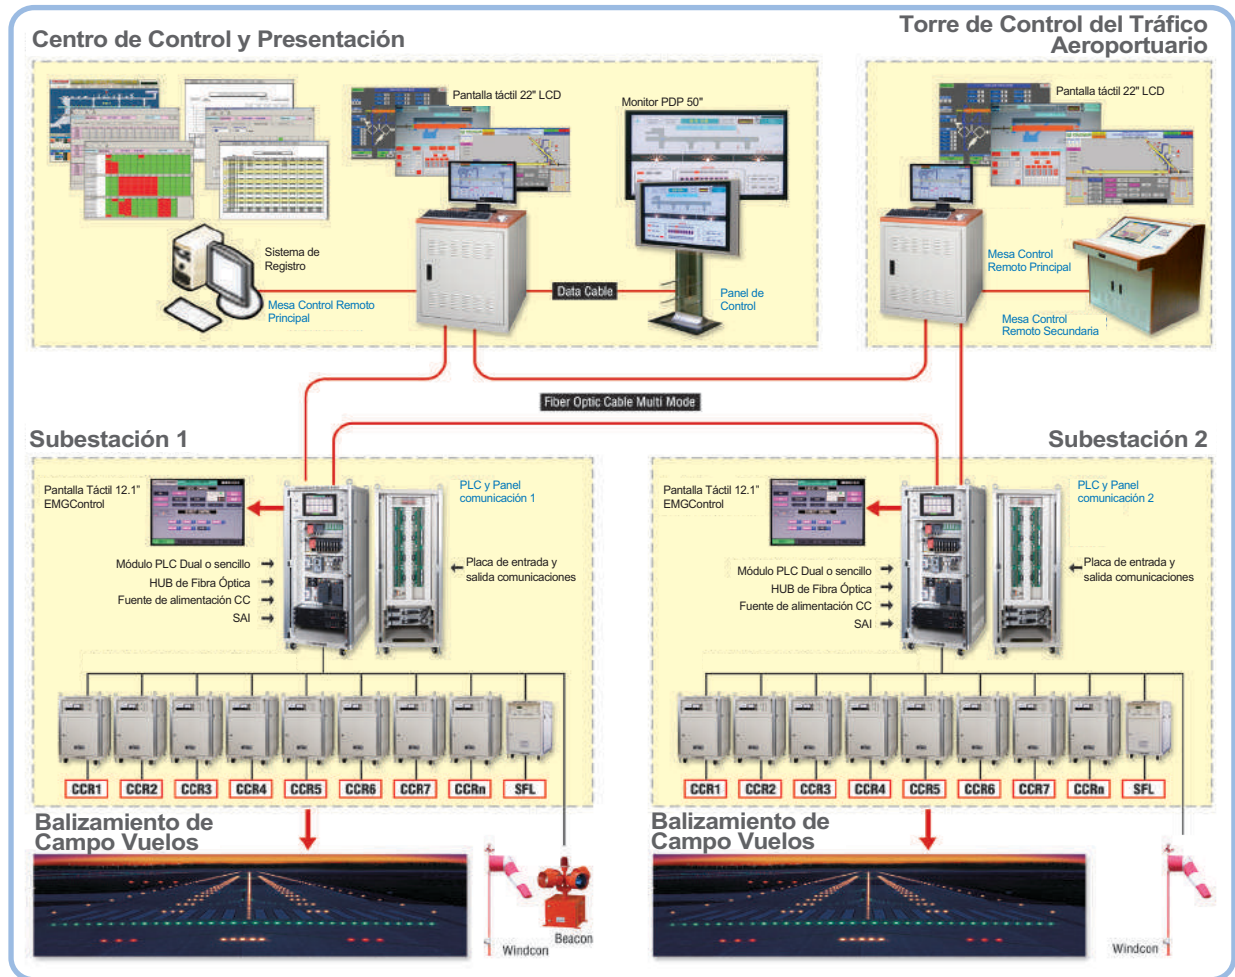 Centro de Control y Presentación
Torre de Control del Tráfico
Aeroportuario
Pantalla táctil 22" LCD
Monitor PDP 50"
Sistema de
Registro
Mesa Control Remoto
Principal
Data Cable
Panel de
Control
Pantalla táctil 22" LCD
Mesa Control
Remoto Principal
Mesa Control
Remoto Secundaria
Fiber Optic Cable Multi Mode
Subestación 1
Pantalla Táctil 12.1"
EMGControl
PLC y Panel
comunicación 1
Módulo PLC Dual o sencillo
HUB de Fibra Óptica
Fuente de alimentación CC
SAI
Placa de entrada y
salida comunicaciones
CCR1 CCR2 CCR3 CCR4 CCR5 CCR6 CCR7 CCRn SFL
Balizamiento de
Campo Vuelos
Windcon
Beacon
Subestación 2
Pantalla Táctil 12.1"
EMGControl
PLC y Panel
comunicación 2
Módulo PLC Dual o sencillo
HUB de Fibra Óptica
Fuente de alimentación CC
SAI
Placa de entrada y
salida comunicaciones
CCR1 CCR2 CCR3 CCR4 CCR5 CCR6 CCR7 CCRn SFL
Balizamiento de
Campo Vuelos
Windcon